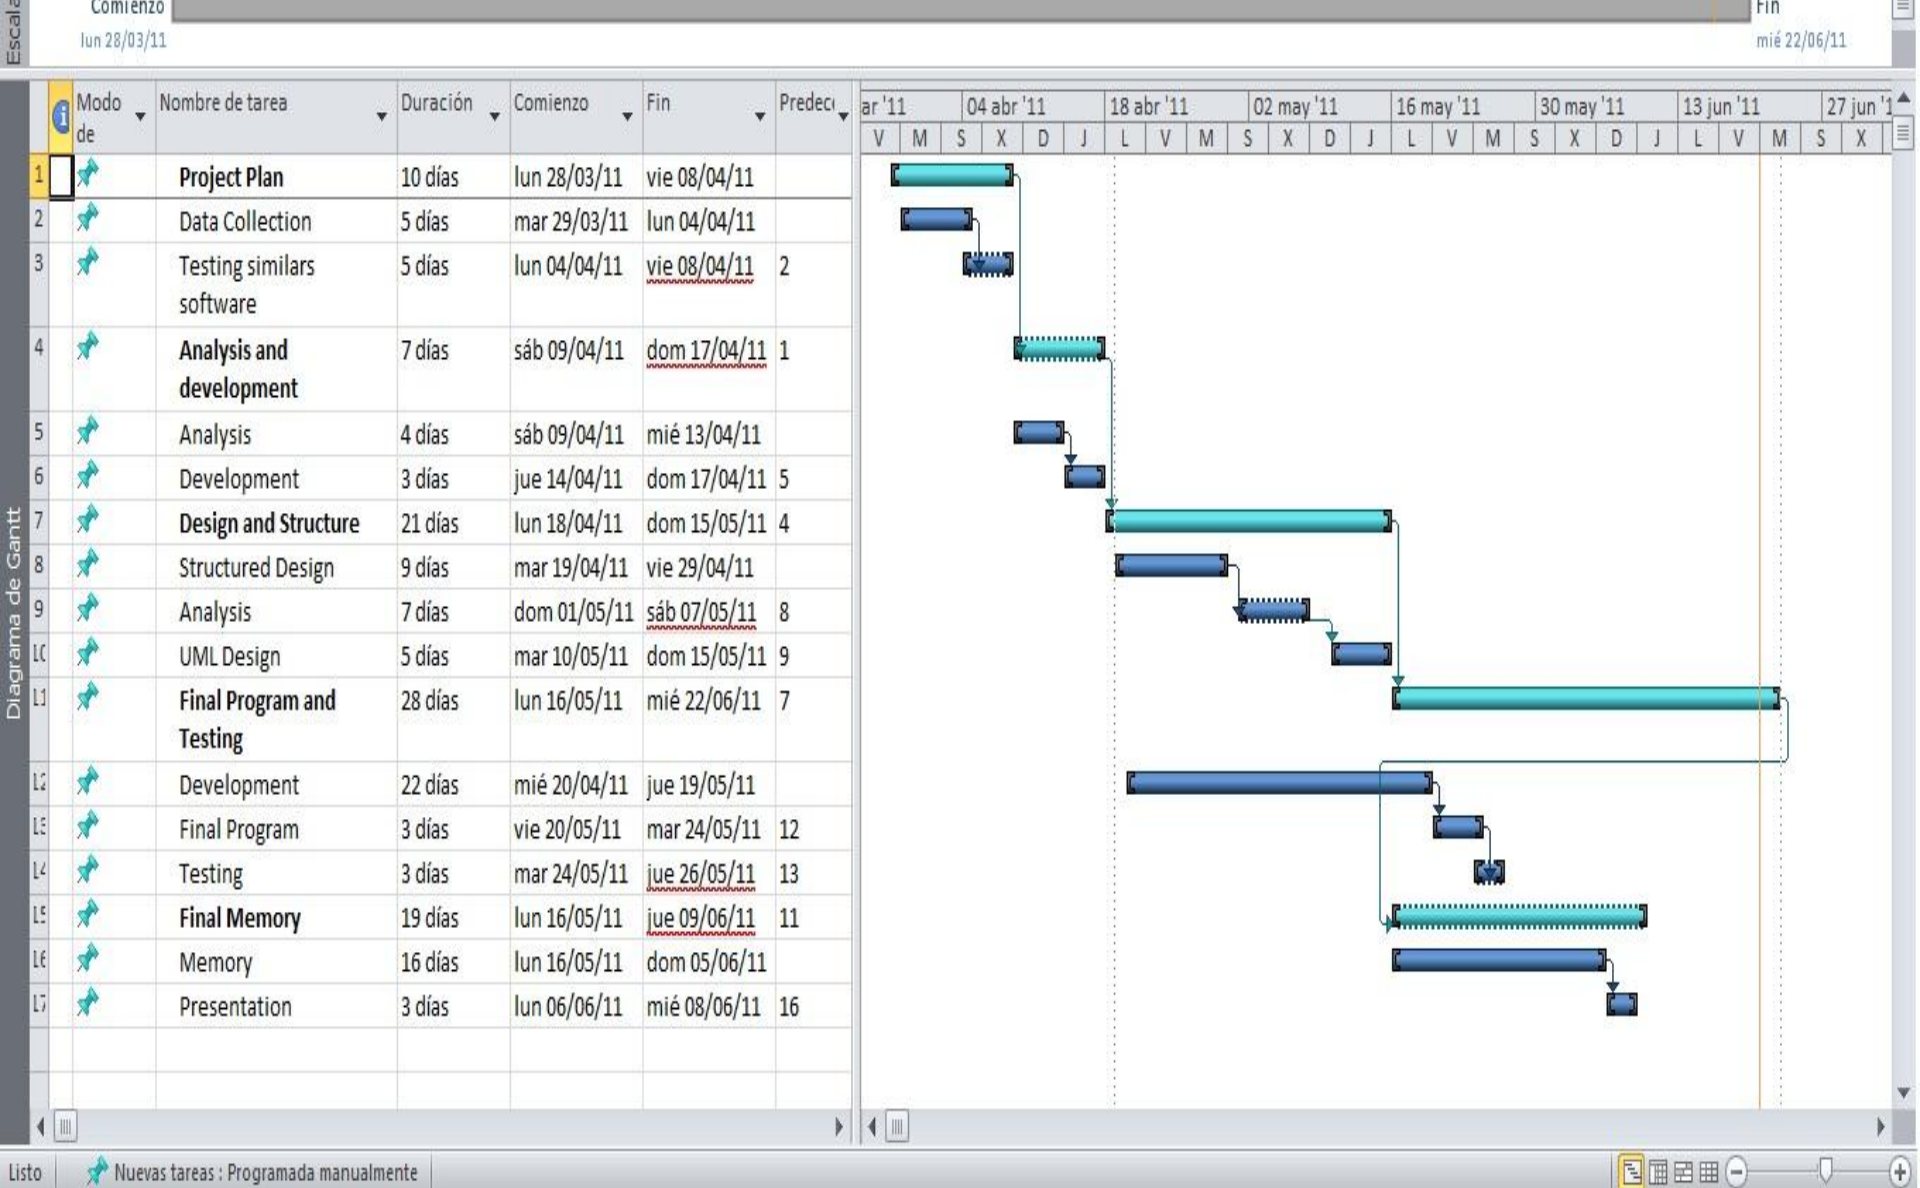 Escala
Comienzo
lun 28/03/11
Fin
mié 22/06/11
Diagrama de Gantt
Modo de
Nombre de tarea Duración Comienzo Fin Predec
ar '11 04 abr '11 18 abr '11 02 may '11 16 may '11 30 may '11 13 jun '11 27 jun '1
V M S X D J L V M S X D J L V M S X D J L V M S X
1 Project Plan 10 días lun 28/03/11 vie 08/04/11
2 Data Collection 5 días mar 29/03/11 lun 04/04/11
3 Testing similars software 5 días lun 04/04/11 vie 08/04/11 2
4 Analysis and development 7 días sáb 09/04/11 dom 17/04/11 1
5 Analysis 4 días sáb 09/04/11 mié 13/04/11
6 Development 3 días jue 14/04/11 dom 17/04/11 5
7 Design and Structure 21 días lun 18/04/11 dom 15/05/11 4
8 Structured Design 9 días mar 19/04/11 vie 29/04/11
9 Analysis 7 días dom 01/05/11 sáb 07/05/11 8
10 UML Design 5 días mar 10/05/11 dom 15/05/11 9
11 Final Program and Testing 28 días lun 16/05/11 mié 22/06/11 7
12 Development 22 días mié 20/04/11 jue 19/05/11
13 Final Program 3 días vie 20/05/11 mar 24/05/11 12
14 Testing 3 días mar 24/05/11 jue 26/05/11 13
15 Final Memory 19 días lun 16/05/11 jue 09/06/11 11
16 Memory 16 días lun 16/05/11 dom 05/06/11
17 Presentation 3 días lun 06/06/11 mié 08/06/11 16
Listo Nuevas tareas : Programada manualmente